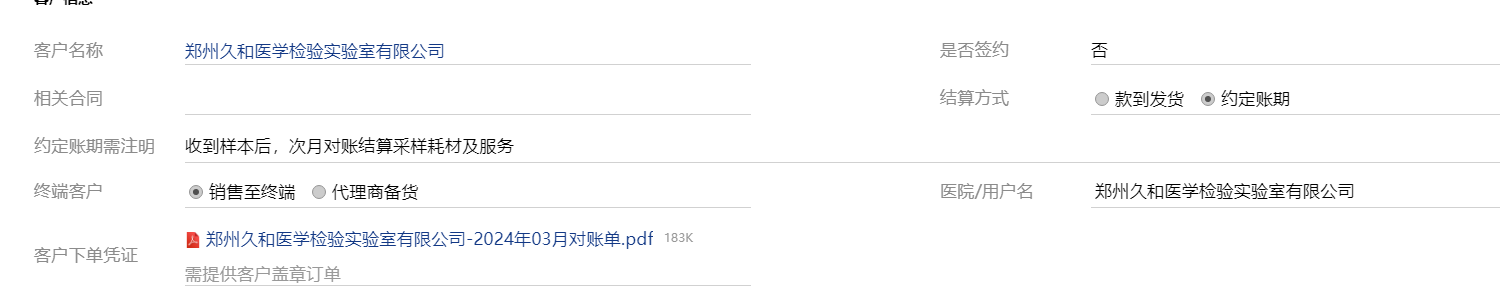 客户信息
客户名称 郑州久和医学检验实验室有限公司 是否签约 否
相关合同 结算方式 款到发货 约定账期
约定账期需注明 收到样本后，次月对账结算采样耗材及服务
终端客户 销售至终端 代理商备货 医院/用户名 郑州久和医学检验实验室有限公司
客户下单凭证 郑州久和医学检验实验室有限公司-2024年03月对账单.pdf 183K
需提供客户盖章订单